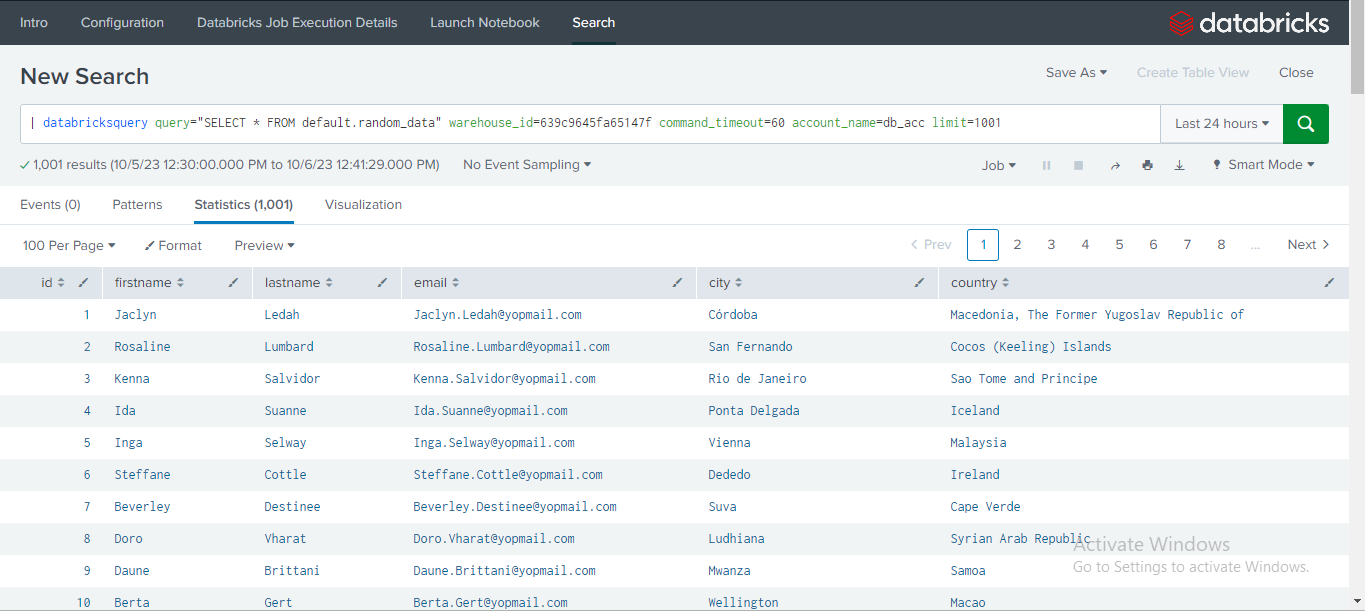 Intro Configuration Databricks Job Execution Details Launch Notebook Search databricks
New Search Save As Create Table View Close
| databricksquery query="SELECT * FROM default.random_data" warehouse_id=639c9645fa65147f command_timeout=60 account_name=db_acc limit=1001 Last 24 hours
1,001 results (10/5/23 12:30:00.000 PM to 10/6/23 12:41:29.000 PM) No Event Sampling Job Smart Mode
Events (0) Patterns Statistics (1,001) Visualization
100 Per Page Format Preview < Prev 1 2 3 4 5 6 7 8 ... Next >
id firstname lastname email city country
1 Jaclyn Ledah Jaclyn.Ledah@yopmail.com Córdoba Macedonia, The Former Yugoslav Republic of
2 Rosaline Lumbard Rosaline.Lumbard@yopmail.com San Fernando Cocos (Keeling) Islands
3 Kenna Salvidor Kenna.Salvidor@yopmail.com Rio de Janeiro Sao Tome and Principe
4 Ida Suanne Ida.Suanne@yopmail.com Ponta Delgada Iceland
5 Inga Selway Inga.Selway@yopmail.com Vienna Malaysia
6 Steffane Cottle Steffane.Cottle@yopmail.com Dededo Ireland
7 Beverley Destinee Beverley.Destinee@yopmail.com Suva Cape Verde
8 Doro Vharat Doro.Vharat@yopmail.com Ludhiana Syrian Arab Republic
Activate Windows
9 Daune Brittani Daune.Brittani@yopmail.com Mwanza Samoa
Go to Settings to activate Windows.
10 Berta Gert Berta.Gert@yopmail.com Wellington Macao